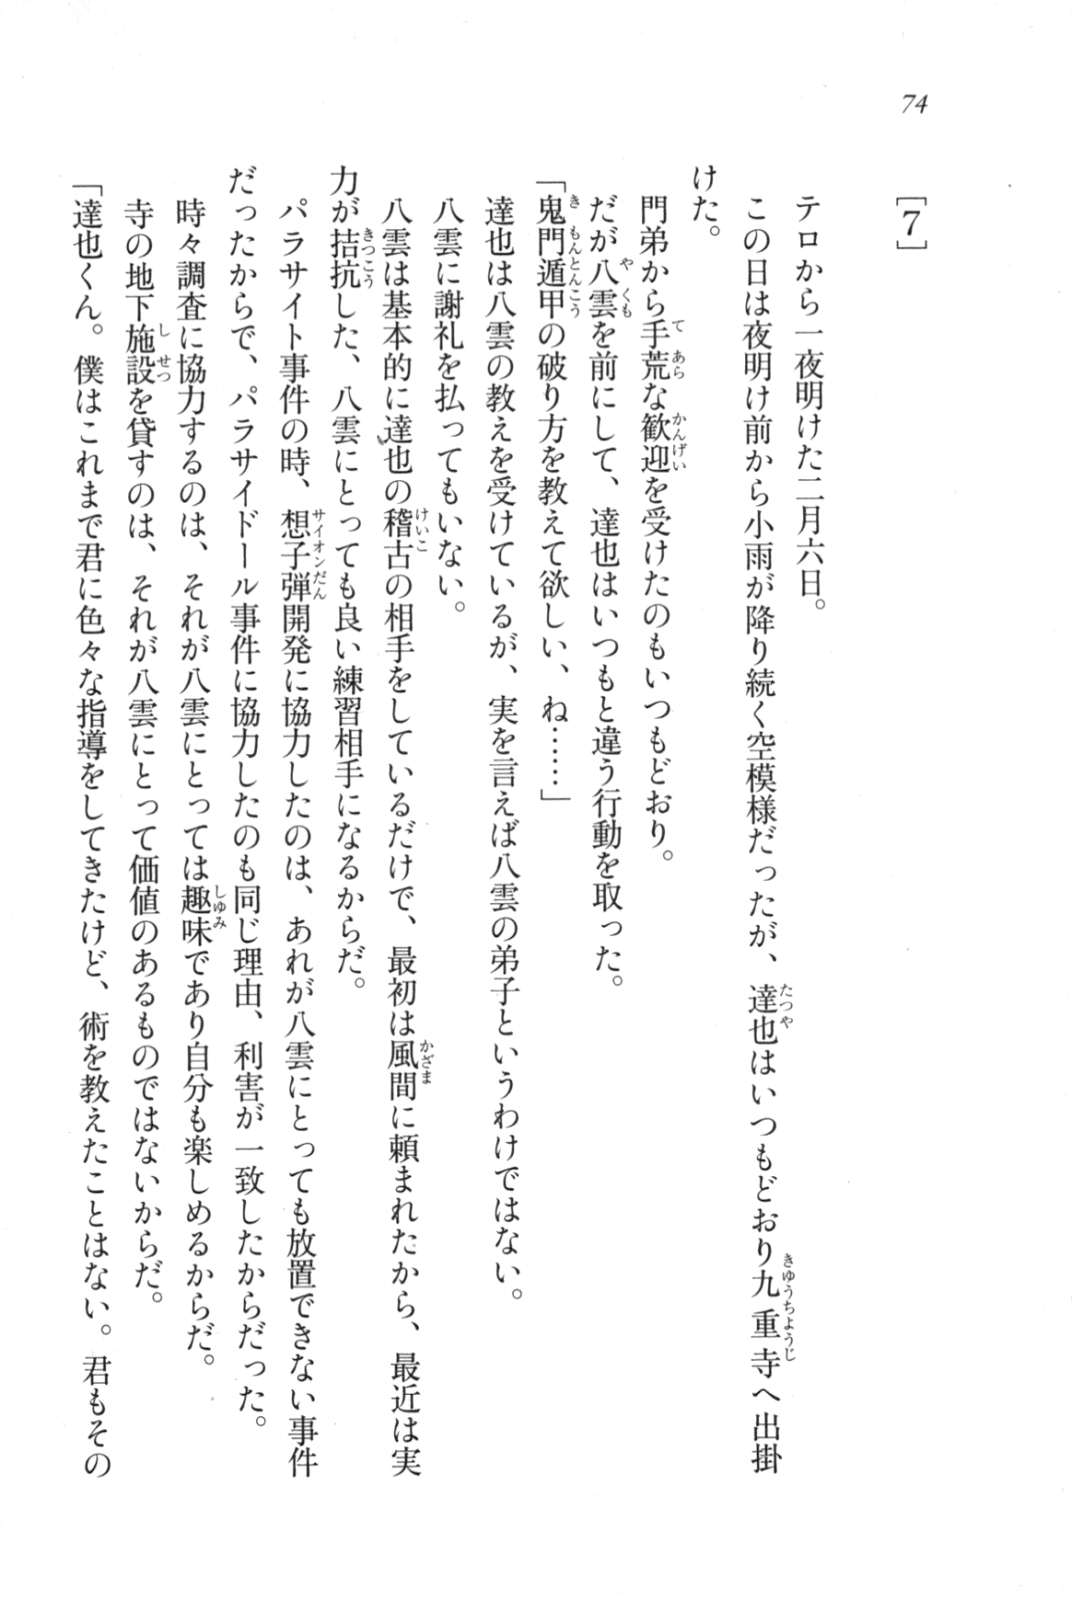 74
[7]
テロから一夜明けた二月六日。
この日は夜明け前から小雨が降り続く空模様だったが、達也はいつもどおり九重寺へ出掛
けた。
門弟から手荒な歓迎を受けたのもいつもどおり。
だが八雲を前にして、達也はいつもと違う行動を取った。
「鬼門遁甲の破り方を教えて欲しい、ね……」
達也は八雲の教えを受けているが、実を言えば八雲の弟子というわけではない。
八雲に謝礼を払ってもいない。
八雲は基本的に達也の稽古の相手をしているだけで、最初は風間に頼まれたから、最近は実
力が拮抗した、八雲にとっても良い練習相手になるからだ。
パラサイト事件の時、想子弾開発に協力したのは、あれが八雲にとっても放置できない事件
だったからで、パラサイドール事件に協力したのも同じ理由、利害が一致したからだった。
時々調査に協力するのは、それが八雲にとっては趣味であり自分も楽しめるからだ。
寺の地下施設を貸すのは、それが八雲にとって価値のあるものではないからだ。
「達也くん。僕はこれまで君に色々な指導をしてきたけど、術を教えたことはない。君もその